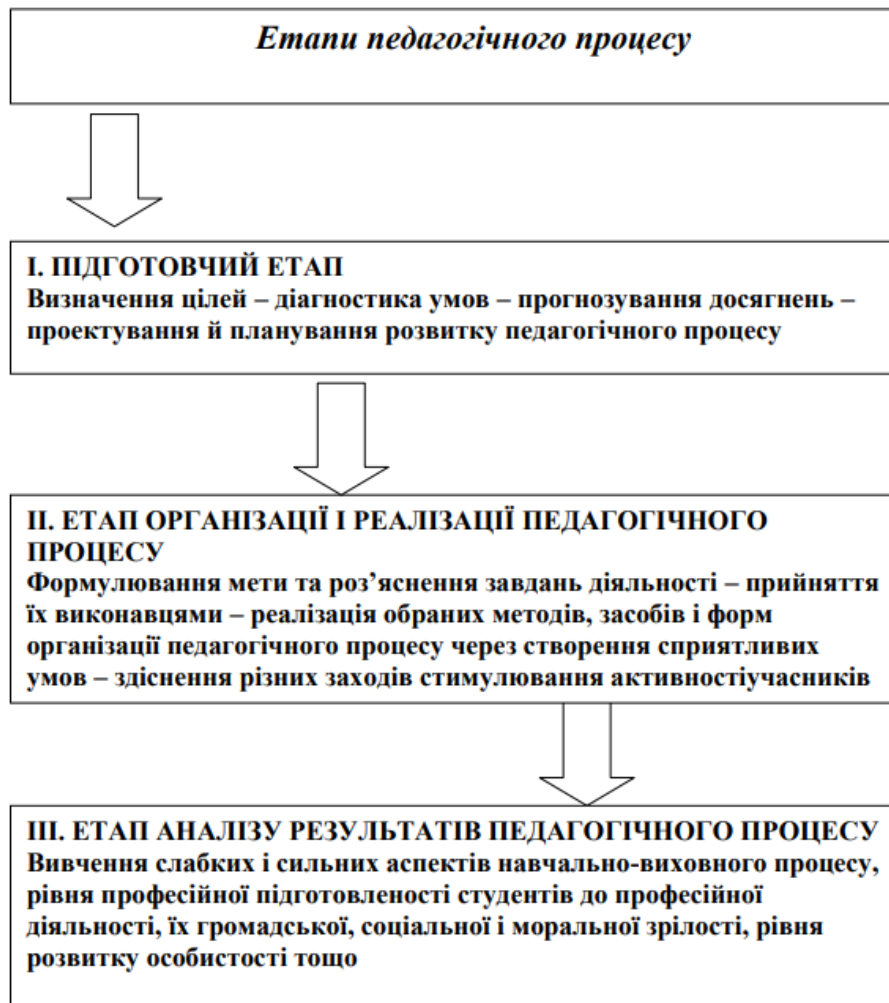 Етапи педагогічного процесу
І. ПІДГОТОВЧИЙ ЕТАП
Визначення цілей – діагностика умов – прогнозування досягнень –
проектування й планування розвитку педагогічного процесу
ІІ. ЕТАП ОРГАНІЗАЦІЇ І РЕАЛІЗАЦІЇ ПЕДАГОГІЧНОГО
ПРОЦЕСУ
Формулювання мети та роз’яснення завдань діяльності – прийняття
їх виконавцями – реалізація обраних методів, засобів і форм
організації педагогічного процесу через створення сприятливих
умов – здіснення різних заходів стимулювання активностіучасників
ІІІ. ЕТАП АНАЛІЗУ РЕЗУЛЬТАТІВ ПЕДАГОГІЧНОГО ПРОЦЕСУ
Вивчення слабких і сильних аспектів навчально-виховного процесу,
рівня професійної підготовленості студентів до професійної
діяльності, їх громадської, соціальної і моральної зрілості, рівня
розвитку особистості тощо